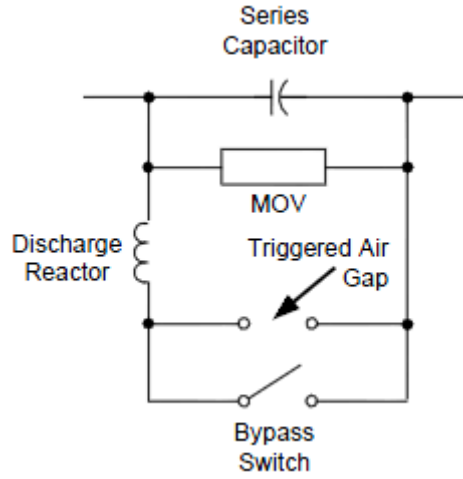 Series
Capacitor
MOV
Discharge
Reactor
Triggered Air
Gap
Bypass
Switch